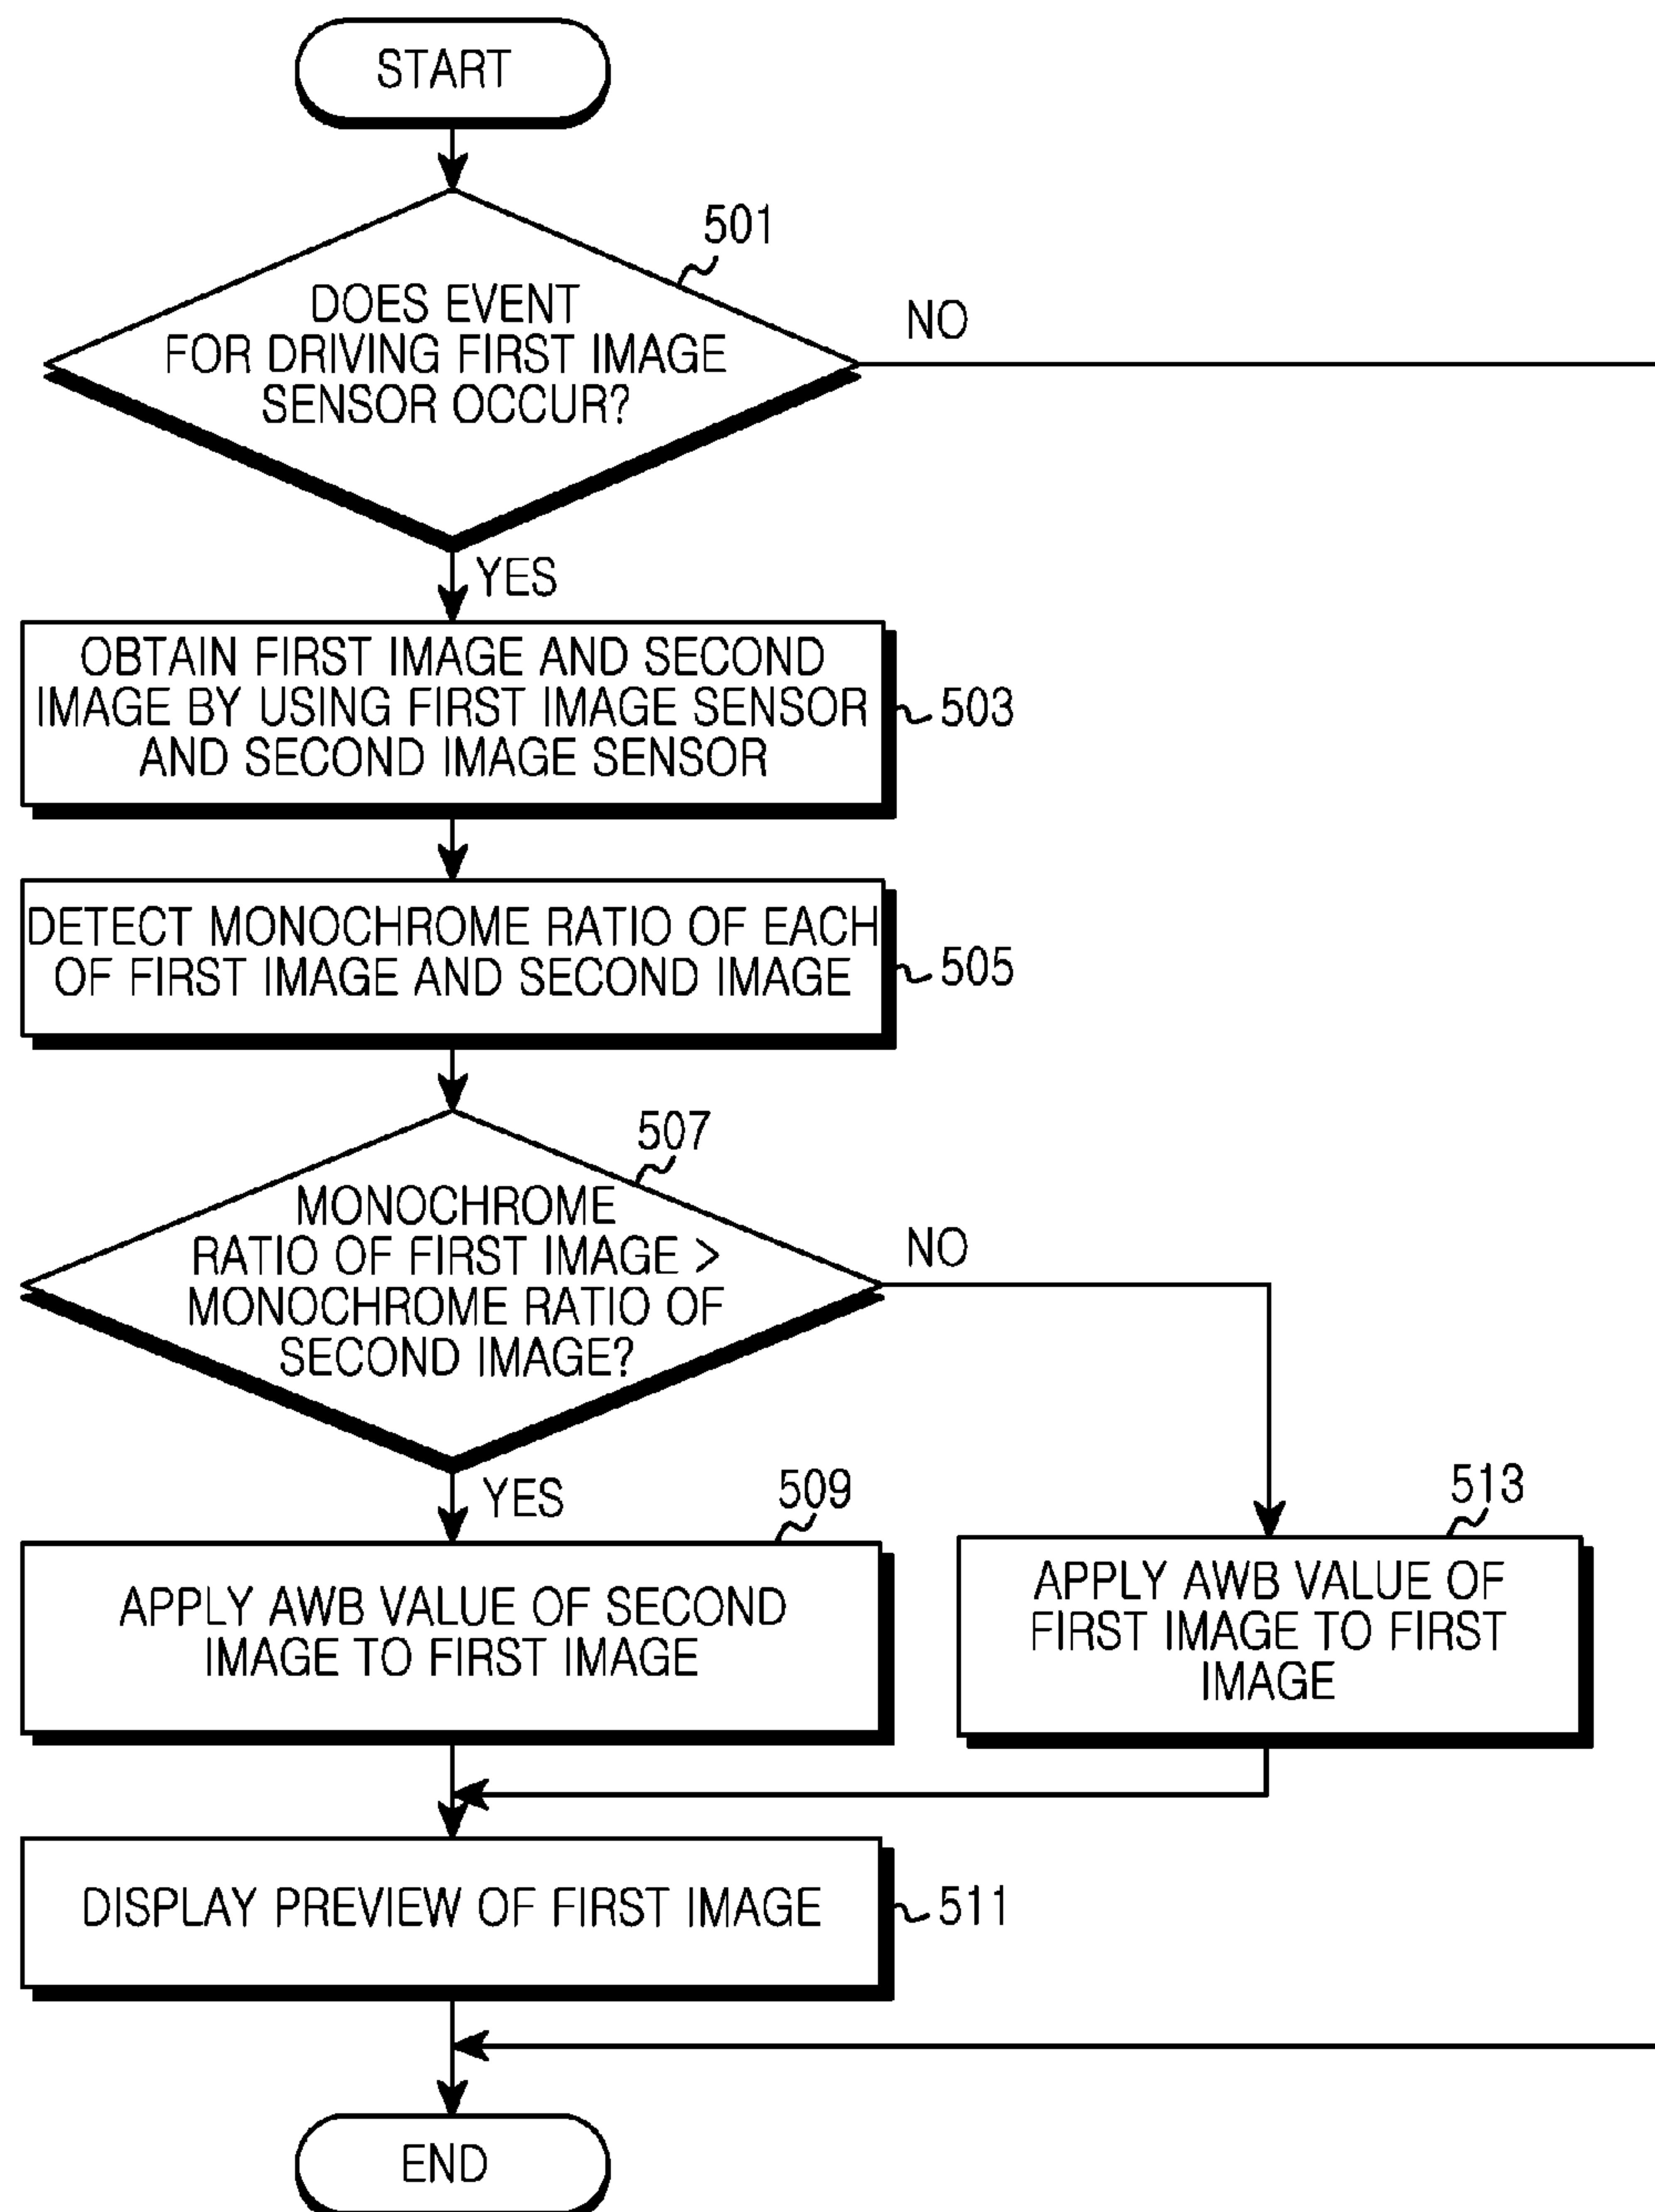 START
501
DOES EVENT
FOR DRIVING FIRST IMAGE
SENSOR OCCUR?
NO
YES
OBTAIN FIRST IMAGE AND SECOND
IMAGE BY USING FIRST IMAGE SENSOR
AND SECOND IMAGE SENSOR
503
DETECT MONOCHROME RATIO OF EACH
OF FIRST IMAGE AND SECOND IMAGE
505
507
MONOCHROME
RATIO OF FIRST IMAGE >
MONOCHROME RATIO OF
SECOND IMAGE?
NO
YES
509
APPLY AWB VALUE OF SECOND
IMAGE TO FIRST IMAGE
513
APPLY AWB VALUE OF
FIRST IMAGE TO FIRST
IMAGE
DISPLAY PREVIEW OF FIRST IMAGE
511
END